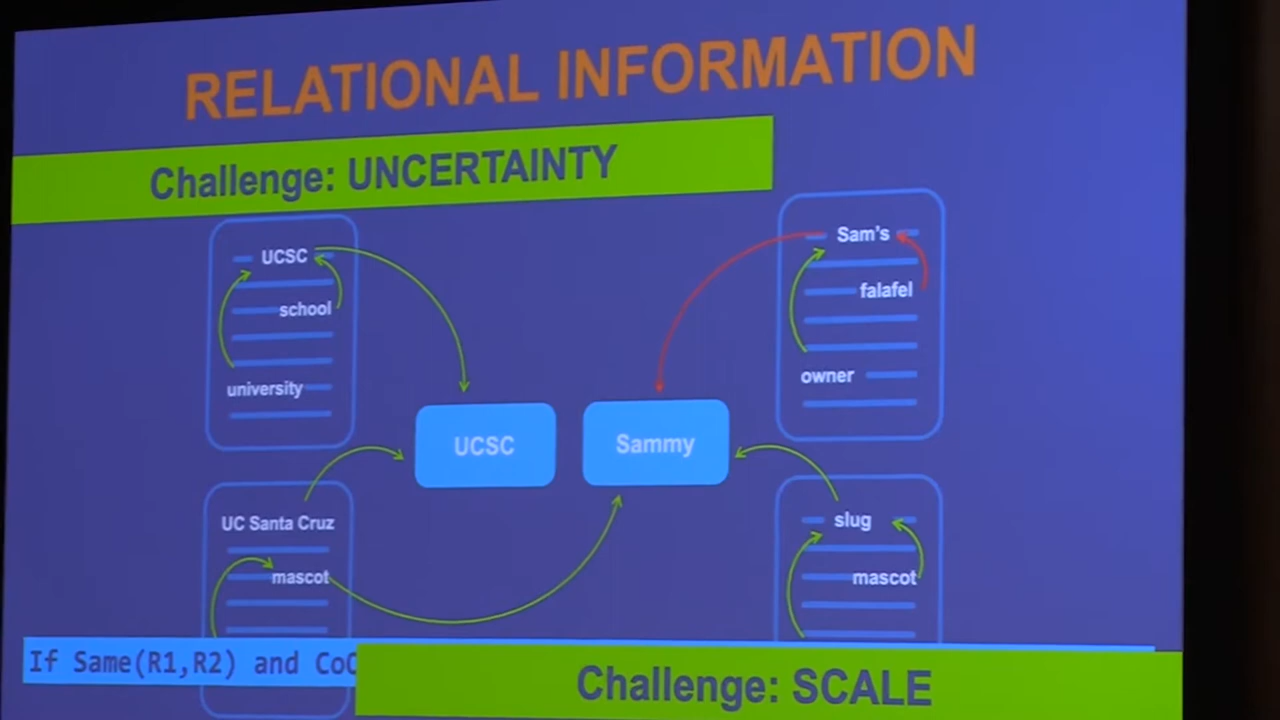 RELATIONAL INFORMATION
Challenge: UNCERTAINTY
UCSC
school
university
UC Santa Cruz
mascot
UCSC
Sammy
Sam's
falafel
owner
slug
mascot
If Same(R1,R2) and
Challenge: SCALE